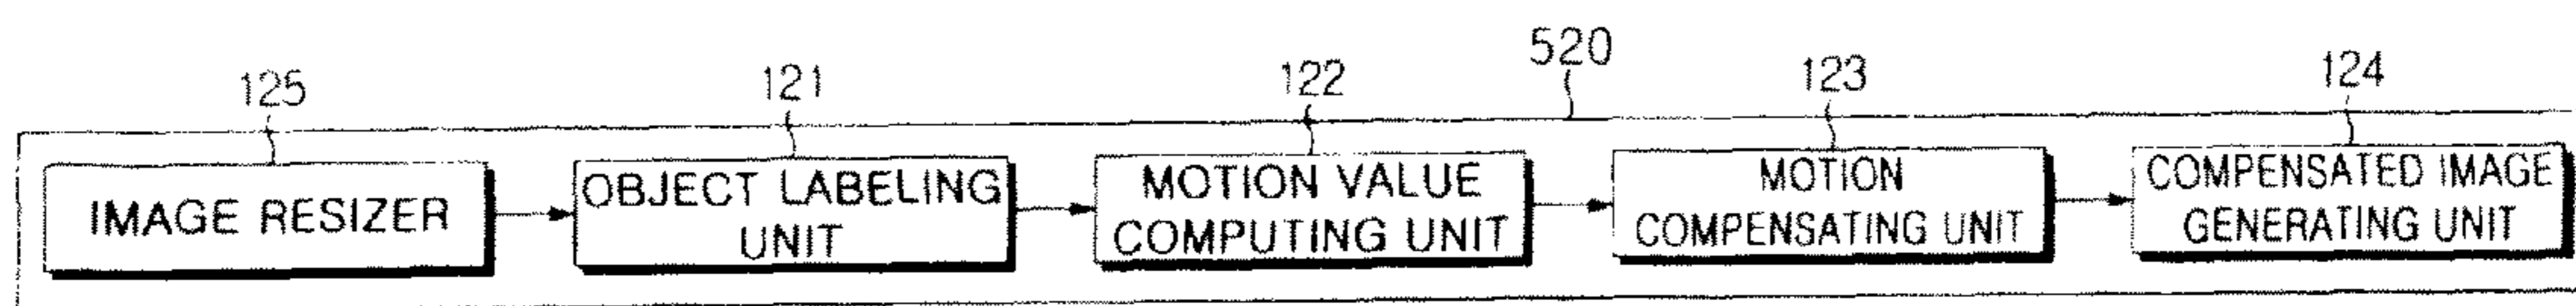 520
125
121
122
123
124
IMAGE RESIZER
OBJECT LABELING
UNIT
MOTION VALUE
COMPUTING UNIT
MOTION
COMPENSATING UNIT
COMPENSATED IMAGE
GENERATING UNIT